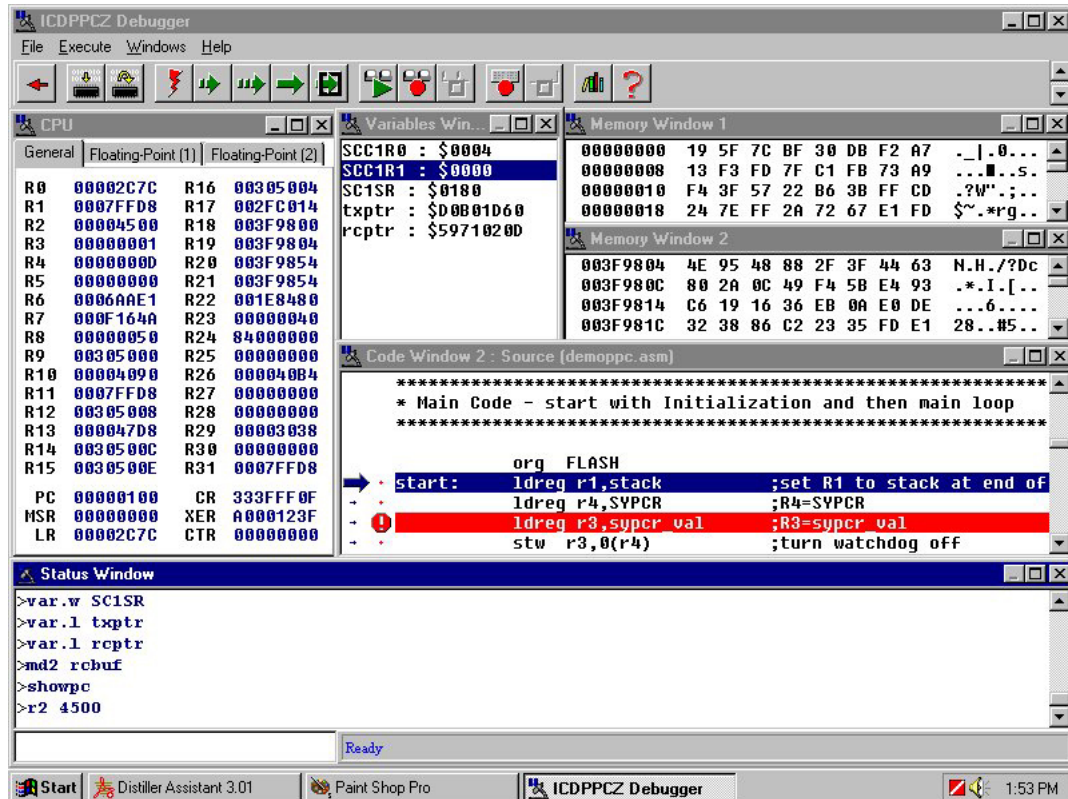 ICDPPCZ Debugger
File Execute Windows Help
CPU
General Floating-Point (1) Floating-Point (2)
R0 00002C7C R16 00305004
R1 0007FFD8 R17 002FC014
R2 00004500 R18 003F9800
R3 00000001 R19 003F9804
R4 0000000D R20 003F9854
R5 00000000 R21 003F9854
R6 0006AAE1 R22 001E8480
R7 000F164A R23 00000040
R8 00000050 R24 84000000
R9 00305000 R25 00000000
R10 00004090 R26 000040B4
R11 0007FFD8 R27 00000000
R12 00305008 R28 00000000
R13 000047D8 R29 00003038
R14 0030500C R30 00000000
R15 0030500E R31 0007FFD8
PC 00000100 CR 333FFF0F
MSR 00000000 XER A000123F
LR 00002C7C CTR 00000000
Variables Win...
SCC1R0 : $0004
SCC1R1 : $0000
SC1SR : $0180
txptr : $D0B01D60
rcptr : $5971020D
Memory Window 1
00000000 19 5F 7C BF 30 DB F2 A7 ._|.0...
00000008 13 F3 FD 7F C1 FB 73 A9 ...█..s.
00000010 F4 3F 57 22 B6 3B FF CD .?W".;..
00000018 24 7E FF 2A 72 67 E1 FD $~.*rg..
Memory Window 2
003F9804 4E 95 48 88 2F 3F 44 63 N.H./?Dc
003F980C 80 2A 0C 49 F4 5B E4 93 .*.I.[..
003F9814 C6 19 16 36 EB 0A E0 DE ...6....
003F981C 32 38 86 C2 23 35 FD E1 28..#5..
Code Window 2 : Source (demoppc.asm)
*****************************************************************
* Main Code - start with Initialization and then main loop
*****************************************************************
org FLASH
start: ldreg r1,stack ;set R1 to stack at end of
ldreg r4,SYPCR ;R4=SYPCR
ldreg r3,sypcr_val ;R3=sypcr_val
stw r3,0(r4) ;turn watchdog off
Status Window
>var.w SC1SR
>var.l txptr
>var.l rcptr
>md2 rcbuf
>showpc
>r2 4500
Ready
Start Distiller Assistant 3.01 Paint Shop Pro ICDPPCZ Debugger 1:53 PM